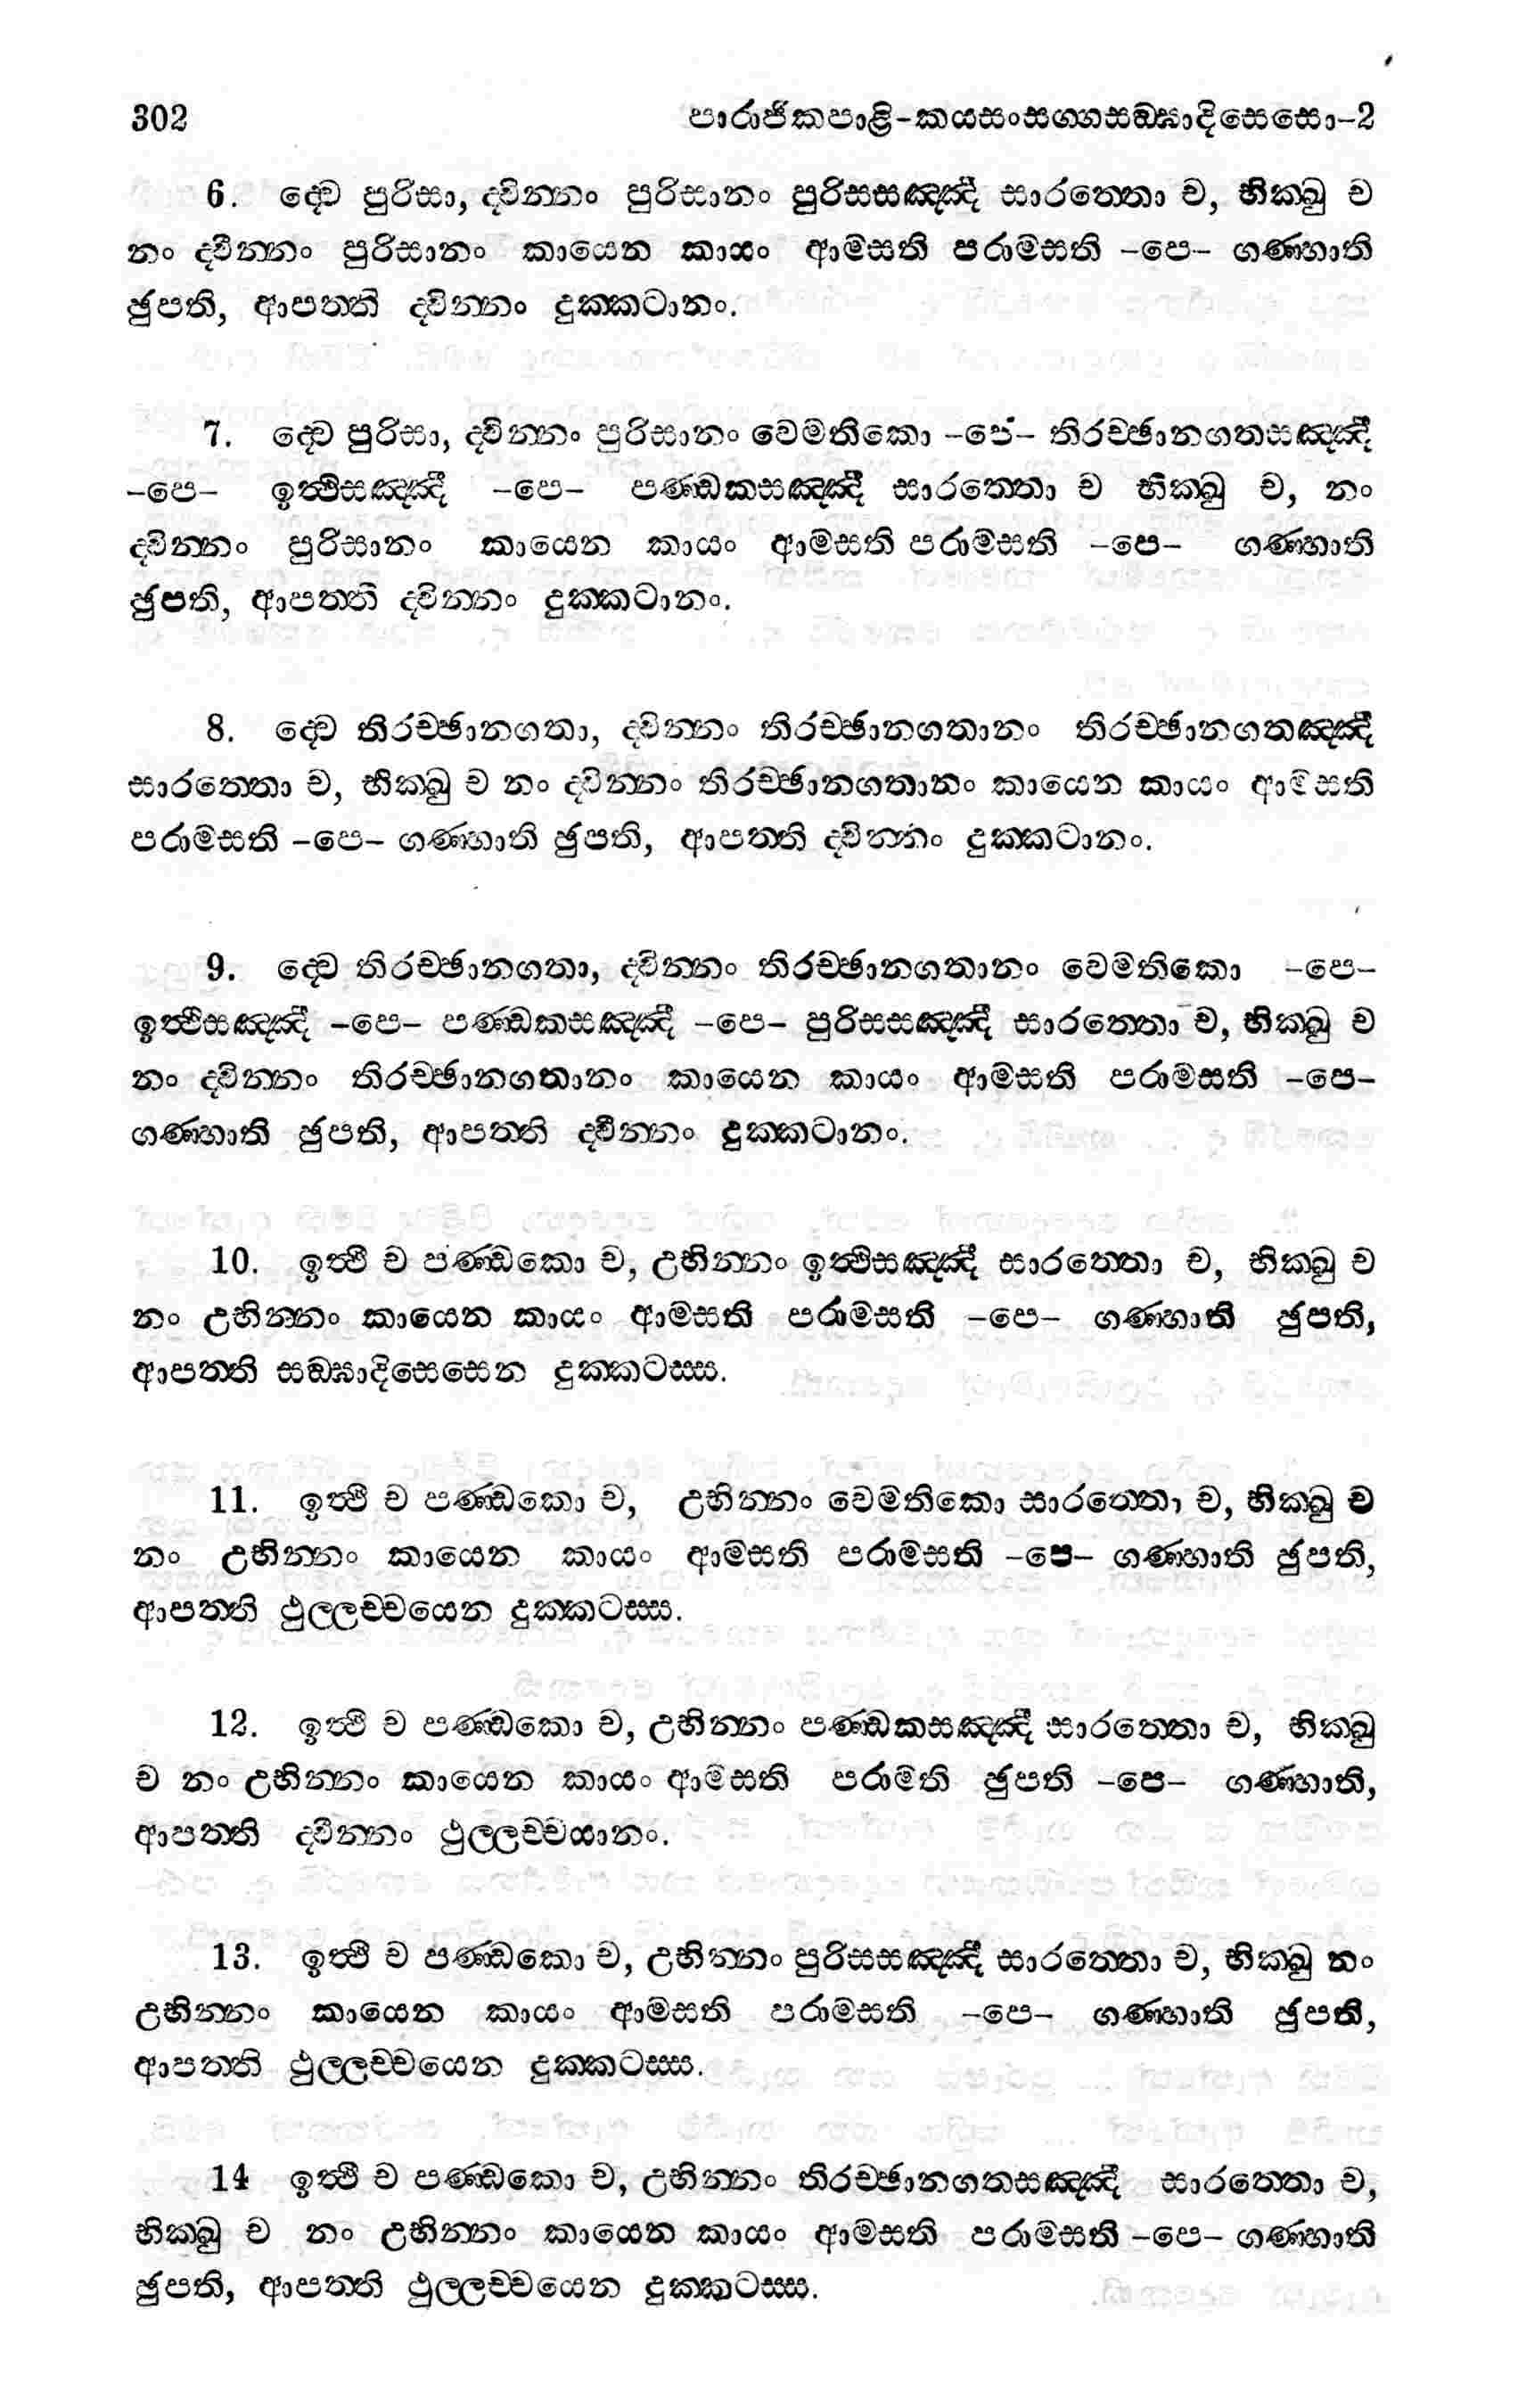 302 පාරාජිකපාළි-කයසංසග්ගසඞ්ඝාදිසෙසො-2
6. ද්වෙ පුරිසා, ද්වින්නං පුරිසානං පුරිසසඤ්ඤී සාරත්තො ච, භික්ඛු ච
නං ද්වින්නං පුරිසානං කායෙන කායං ආමසති පරාමසති -පෙ- ගණ්හාති
ඡුපති, ආපත්ති ද්වින්නං දුක්කටානං.
7. ද්වෙ පුරිසා, ද්වින්නං පුරිසානං වෙමතිකො -පෙ- තිරච්ඡානගතසඤ්ඤී
-පෙ- ඉත්ථිසඤ්ඤී -පෙ- පණ්ඩකසඤ්ඤී සාරත්තො ච භික්ඛු ච, නං
ද්වින්නං පුරිසානං කායෙන කායං ආමසති පරාමසති -පෙ- ගණ්හාති
ඡුපති, ආපත්ති ද්වින්නං දුක්කටානං.
8. ද්වෙ තිරච්ඡානගතා, ද්වින්නං තිරච්ඡානගතානං තිරච්ඡානගතඤ්ඤී
සාරත්තො ච, භික්ඛු ච නං ද්වින්නං තිරච්ඡානගතානං කායෙන කායං ආමසති
පරාමසති -පෙ- ගණ්හාති ඡුපති, ආපත්ති ද්වින්නං දුක්කටානං.
9. ද්වෙ තිරච්ඡානගතා, ද්වින්නං තිරච්ඡානගතානං වෙමතිකො -පෙ-
ඉත්ථිසඤ්ඤී -පෙ- පණ්ඩකසඤ්ඤී -පෙ- පුරිසසඤ්ඤී සාරත්තො ච, භික්ඛු ච
නං ද්වින්නං තිරච්ඡානගතානං කායෙන කායං ආමසති පරාමසති -පෙ-
ගණ්හාති ඡුපති, ආපත්ති ද්වින්නං දුක්කටානං.
10. ඉත්ථි ච පණ්ඩකො ච, උභින්නං ඉත්ථිසඤ්ඤී සාරත්තො ච, භික්ඛු ච
නං උභින්නං කායෙන කායං ආමසති පරාමසති -පෙ- ගණ්හාති ඡුපති,
ආපත්ති සඞ්ඝාදිසෙසෙන දුක්කටස්ස.
11. ඉත්ථි ච පණ්ඩකො ච, උභින්නං වෙමතිකො සාරත්තො ච, භික්ඛු ච
නං උභින්නං කායෙන කායං ආමසති පරාමසති -පෙ- ගණ්හාති ඡුපති,
ආපත්ති ථුල්ලච්චයෙන දුක්කටස්ස.
12. ඉත්ථි ච පණ්ඩකො ච, උභින්නං පණ්ඩකසඤ්ඤී සාරත්තො ච, භික්ඛු
ච නං උභින්නං කායෙන කායං ආමසති පරාමති ඡුපති -පෙ- ගණ්හාති,
ආපත්ති ද්වින්නං ථුල්ලච්චයානං.
13. ඉත්ථි ච පණ්ඩකො ච, උභින්නං පුරිසසඤ්ඤී සාරත්තො ච, භික්ඛු නං
උභින්නං කායෙන කායං ආමසති පරාමසති -පෙ- ගණ්හාති ඡුපති,
ආපත්ති ථුල්ලච්චයෙන දුක්කටස්ස.
14 ඉත්ථි ච පණ්ඩකො ච, උභින්නං තිරච්ඡානගතසඤ්ඤී සාරත්තො ච,
භික්ඛු ච නං උභින්නං කායෙන කායං ආමසති පරාමසති -පෙ- ගණ්හාති
ඡුපති, ආපත්ති ථුල්ලච්චයෙන දුක්කටස්ස.